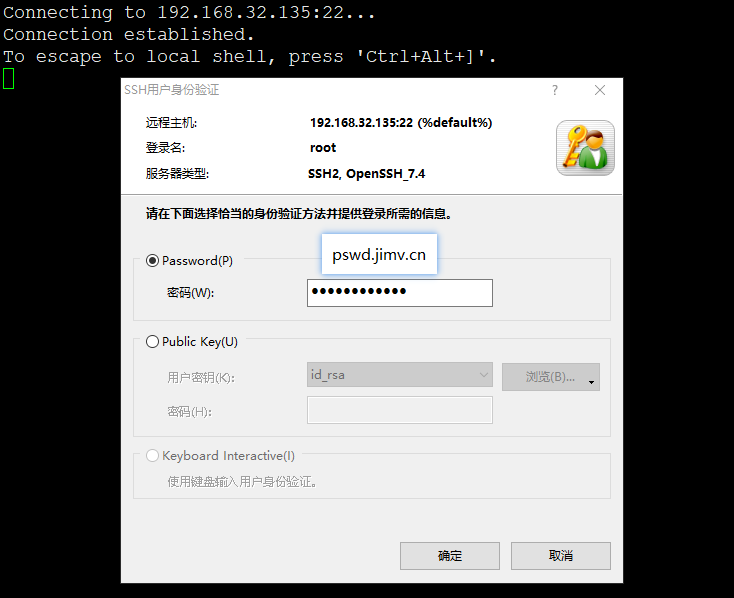 Connecting to 192.168.32.135:22...
Connection established.
To escape to local shell, press 'Ctrl+Alt+]'.
SSH用户身份验证
远程主机: 192.168.32.135:22 (%default%)
登录名: root
服务器类型: SSH2, OpenSSH_7.4
请在下面选择恰当的身份验证方法并提供登录所需的信息。
pswd.jimv.cn
Password(P)
密码(W): ●●●●●●●●●●●●
Public Key(U)
用户密钥(K): id_rsa 浏览(B)...
密码(H):
Keyboard Interactive(I)
使用键盘输入用户身份验证。
确定 取消